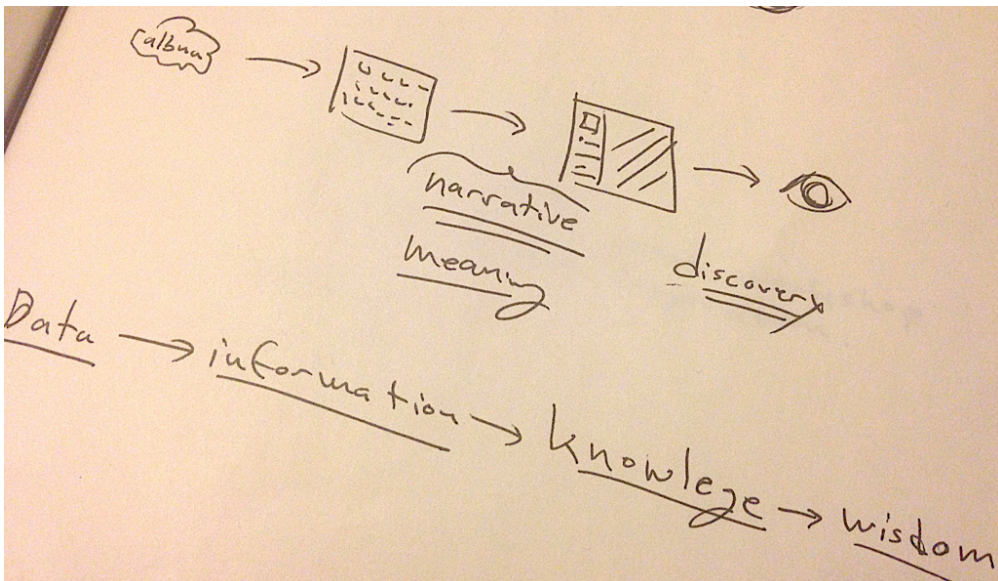 album
narrative
meaning
discovery
Data → information → knowlege → wisdom